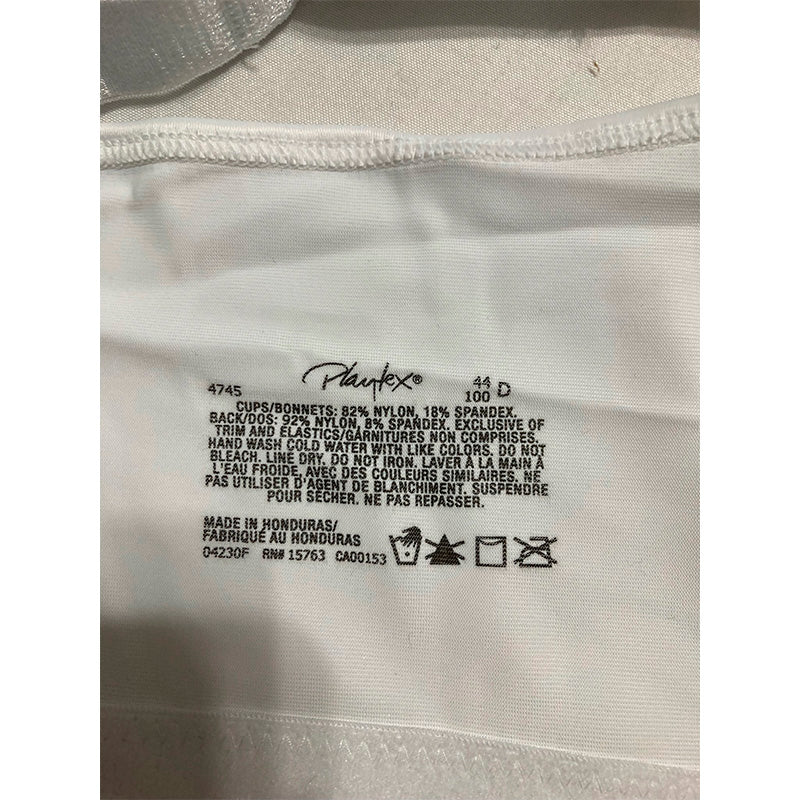 4745 Playtex® 44 D
100
CUPS/BONNETS: 82% NYLON, 18% SPANDEX.
BACK/DOS: 92% NYLON, 8% SPANDEX. EXCLUSIVE OF
TRIM AND ELASTICS/GARNITURES NON COMPRISES.
HAND WASH COLD WATER WITH LIKE COLORS. DO NOT
BLEACH. LINE DRY. DO NOT IRON. LAVER À LA MAIN À
L'EAU FROIDE, AVEC DES COULEURS SIMILAIRES. NE
PAS UTILISER D'AGENT DE BLANCHIMENT. SUSPENDRE
POUR SÉCHER. NE PAS REPASSER.
MADE IN HONDURAS/
FABRIQUÉ AU HONDURAS
04230F RN# 15763 CA00153